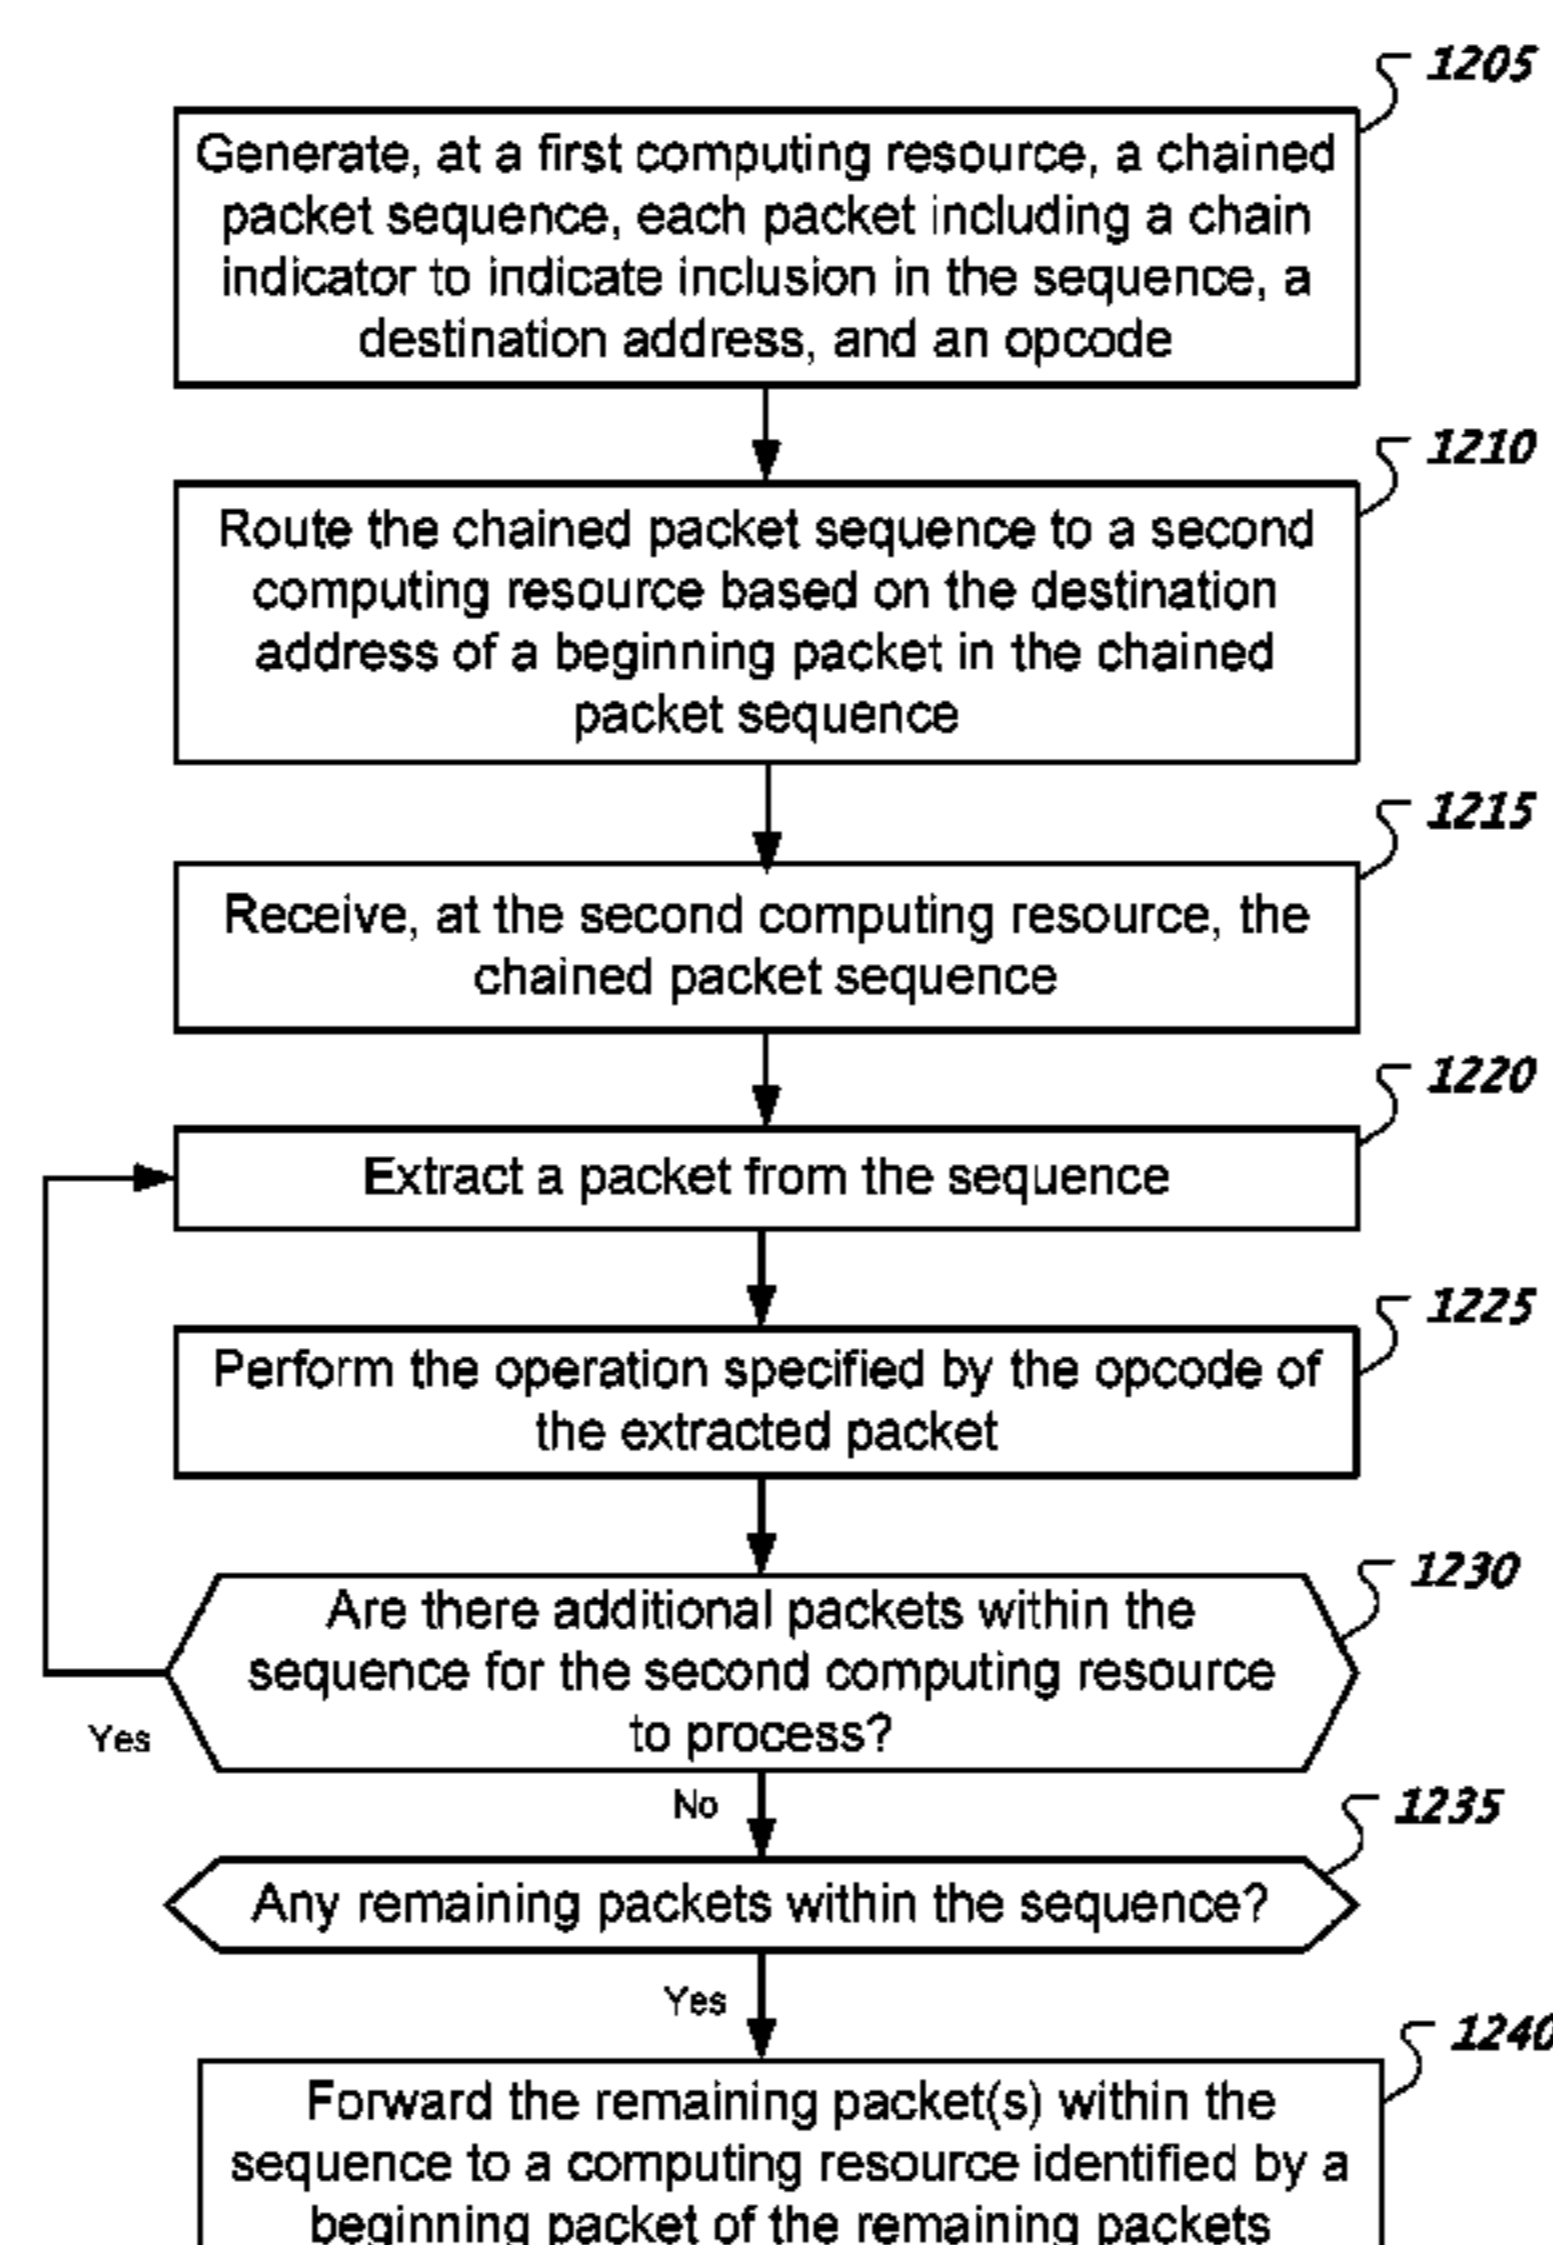 1205
Generate, at a first computing resource, a chained
packet sequence, each packet including a chain
indicator to indicate inclusion in the sequence, a
destination address, and an opcode
1210
Route the chained packet sequence to a second
computing resource based on the destination
address of a beginning packet in the chained
packet sequence
1215
Receive, at the second computing resource, the
chained packet sequence
1220
Extract a packet from the sequence
1225
Perform the operation specified by the opcode of
the extracted packet
1230
Are there additional packets within the
sequence for the second computing resource
to process?
Yes
No
1235
Any remaining packets within the sequence?
Yes
1240
Forward the remaining packet(s) within the
sequence to a computing resource identified by a
beginning packet of the remaining packets